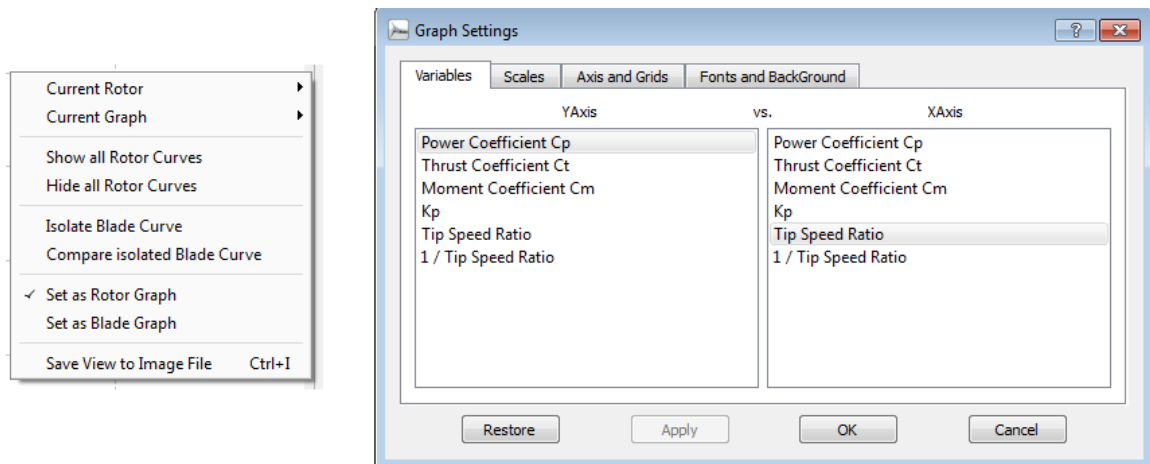 Current Rotor
Current Graph
Show all Rotor Curves
Hide all Rotor Curves
Isolate Blade Curve
Compare isolated Blade Curve
✓ Set as Rotor Graph
Set as Blade Graph
Save View to Image File Ctrl+I
Graph Settings
Variables Scales Axis and Grids Fonts and BackGround
YAxis vs. XAxis
Power Coefficient Cp
Thrust Coefficient Ct
Moment Coefficient Cm
Kp
Tip Speed Ratio
1 / Tip Speed Ratio
Power Coefficient Cp
Thrust Coefficient Ct
Moment Coefficient Cm
Kp
Tip Speed Ratio
1 / Tip Speed Ratio
Restore Apply OK Cancel